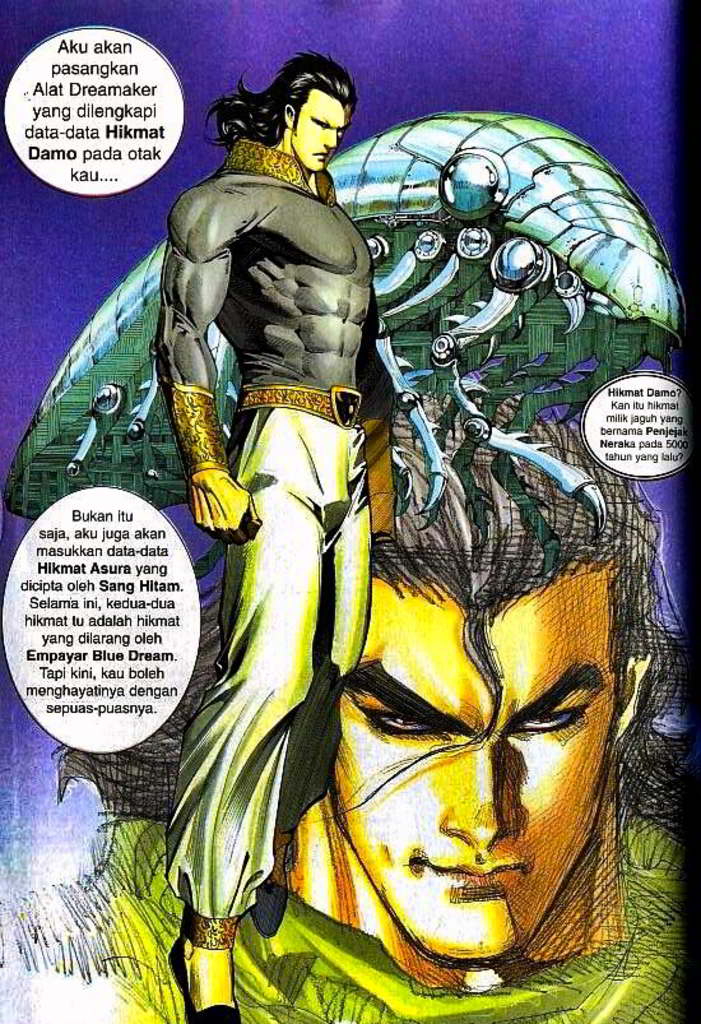 Aku akan
pasangkan
Alat Dreamaker
yang dilengkapi
data-data Hikmat
Damo pada otak
kau....
Hikmat Damo?
Kan itu hikmat
milik jaguh yang
bernama Penjejak
Neraka pada 5000
tahun yang lalu?
Bukan itu
saja, aku juga akan
masukkan data-data
Hikmat Asura yang
dicipta oleh Sang Hitam.
Selama ini, kedua-dua
hikmat tu adalah hikmat
yang dilarang oleh
Empayar Blue Dream.
Tapi kini, kau boleh
menghayatinya dengan
sepuas-puasnya.